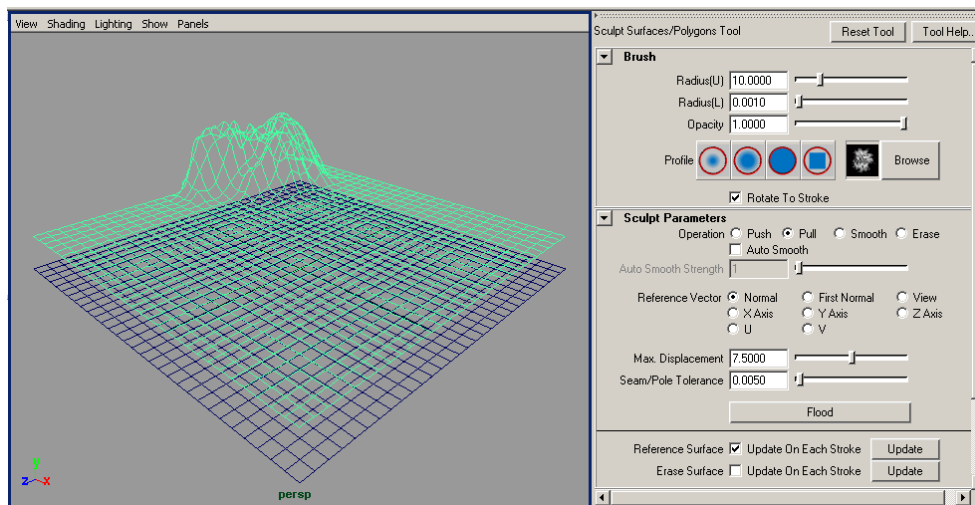 View Shading Lighting Show Panels
Sculpt Surfaces/Polygons Tool Reset Tool Tool Help..
Brush
Radius(U) 10.0000
Radius(L) 0.0010
Opacity 1.0000
Profile Browse
Rotate To Stroke
Sculpt Parameters
Operation Push Pull Smooth Erase
Auto Smooth
Auto Smooth Strength 1
Reference Vector Normal First Normal View
X Axis Y Axis Z Axis
U V
Max. Displacement 7.5000
Seam/Pole Tolerance 0.0050
Flood
Reference Surface Update On Each Stroke Update
Erase Surface Update On Each Stroke Update
y
z x
persp